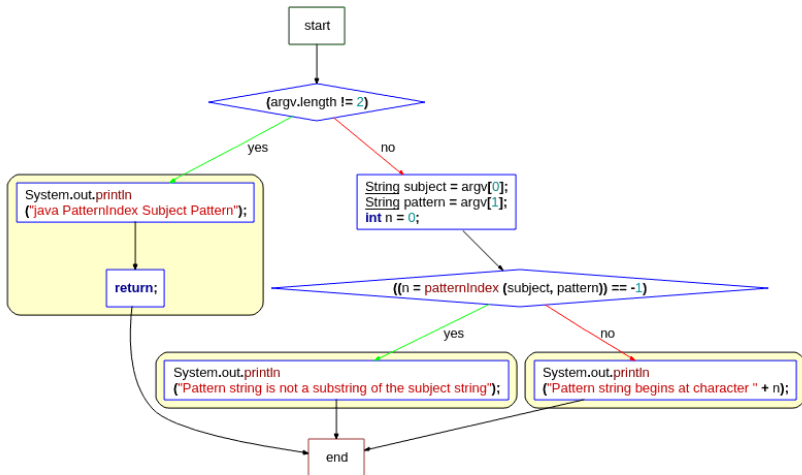 start
(argv.length != 2)
yes
no
System.out.println
("java PatternIndex Subject Pattern");
return;
String subject = argv[0];
String pattern = argv[1];
int n = 0;
((n = patternIndex (subject, pattern)) == -1)
yes
no
System.out.println
("Pattern string is not a substring of the subject string");
System.out.println
("Pattern string begins at character " + n);
end